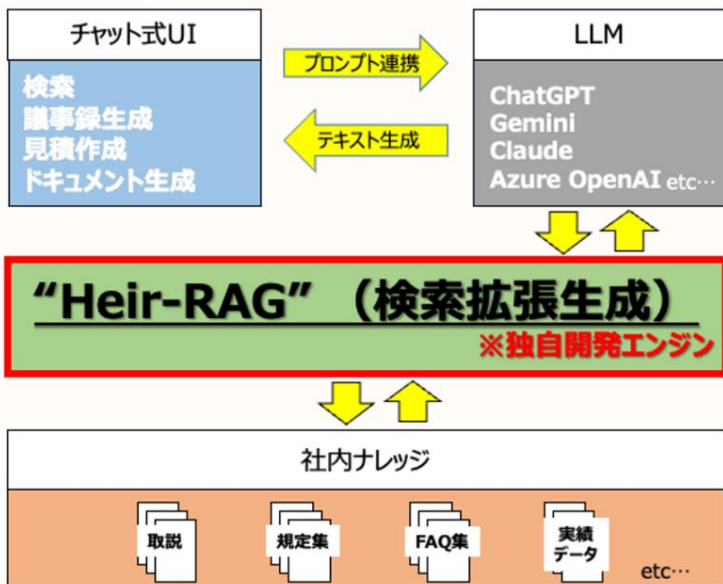 チャット式UI
検索
議事録生成
見積作成
ドキュメント生成
プロンプト連携
テキスト生成
LLM
ChatGPT
Gemini
Claude
Azure OpenAI etc…
“Heir-RAG” （検索拡張生成）
※独自開発エンジン
社内ナレッジ
取説
規定集
FAQ集
実績
データ
etc…